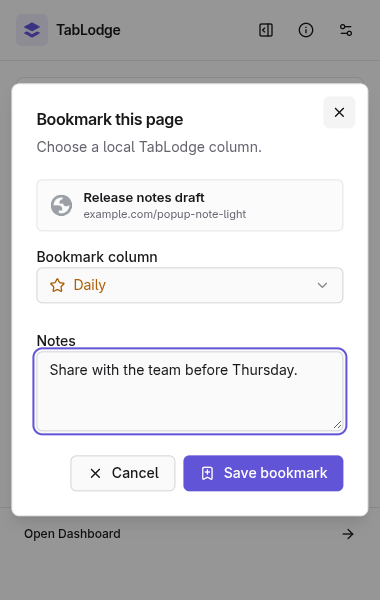 TabLodge
Bookmark this page
Choose a local TabLodge column.
Release notes draft
example.com/popup-note-light
Bookmark column
Daily
Notes
Share with the team before Thursday.
Cancel
Save bookmark
Open Dashboard